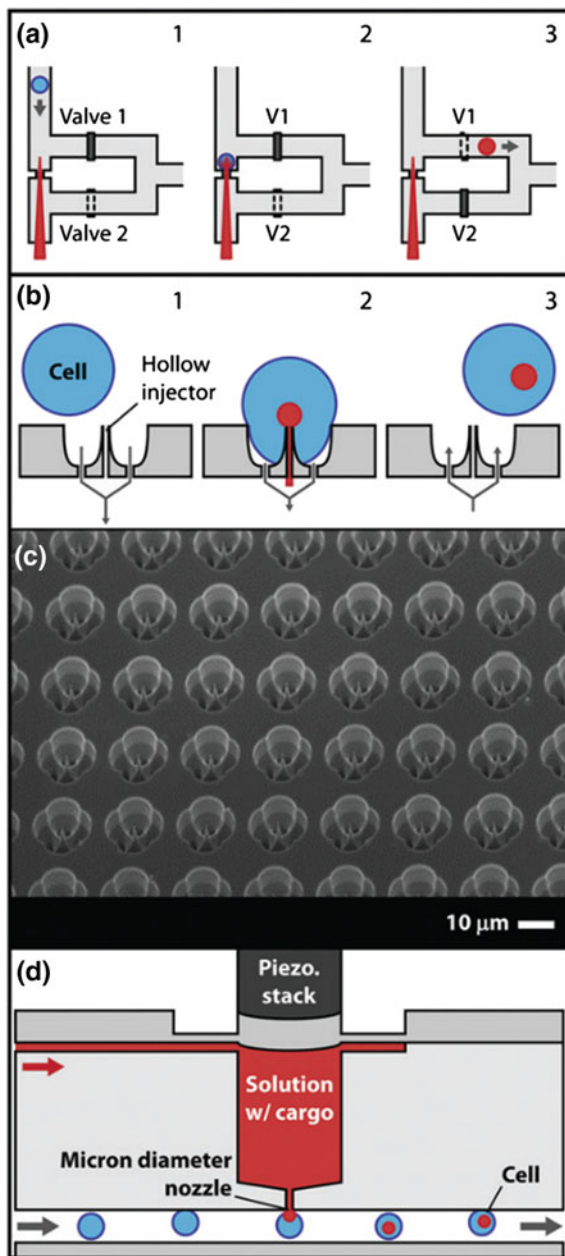 (a)
1
2
3
Valve 1
V1
V1
Valve 2
V2
V2
(b)
1
2
3
Cell
Hollow
injector
(c)
10 μm
(d)
Piezo.
stack
Solution
w/ cargo
Micron diameter
nozzle
Cell